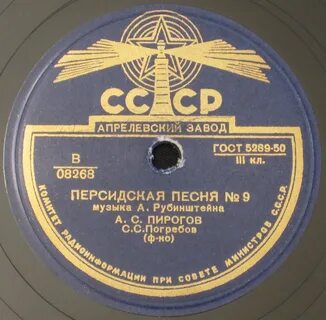 СССР
АПРЕЛЕВСКИЙ ЗАВОД
ГОСТ 5289-50
III кл.
В
08268
ПЕРСИДСКАЯ ПЕСНЯ № 9
музыка А. Рубинштейна
А. С. ПИРОГОВ
С.С.Погребов
(ф-но)
КОМИТЕТ РАДИОИНФОРМАЦИИ ПРИ СОВЕТЕ МИНИСТРОВ СССР.